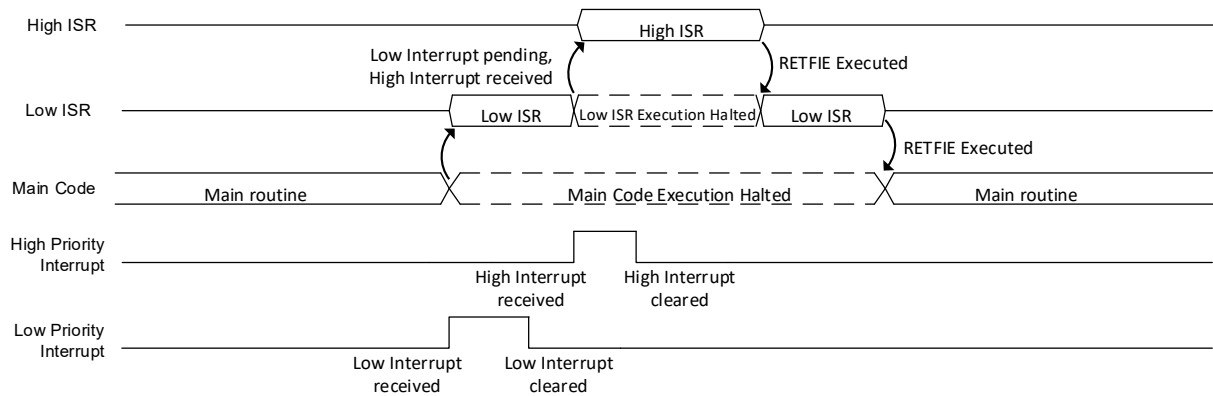 High ISR
High ISR
Low Interrupt pending,
High Interrupt received
RETFIE Executed
Low ISR
Low ISR
Low ISR Execution Halted
Low ISR
RETFIE Executed
Main Code
Main routine
Main Code Execution Halted
Main routine
High Priority
Interrupt
High Interrupt
received
High Interrupt
cleared
Low Priority
Interrupt
Low Interrupt
received
Low Interrupt
cleared